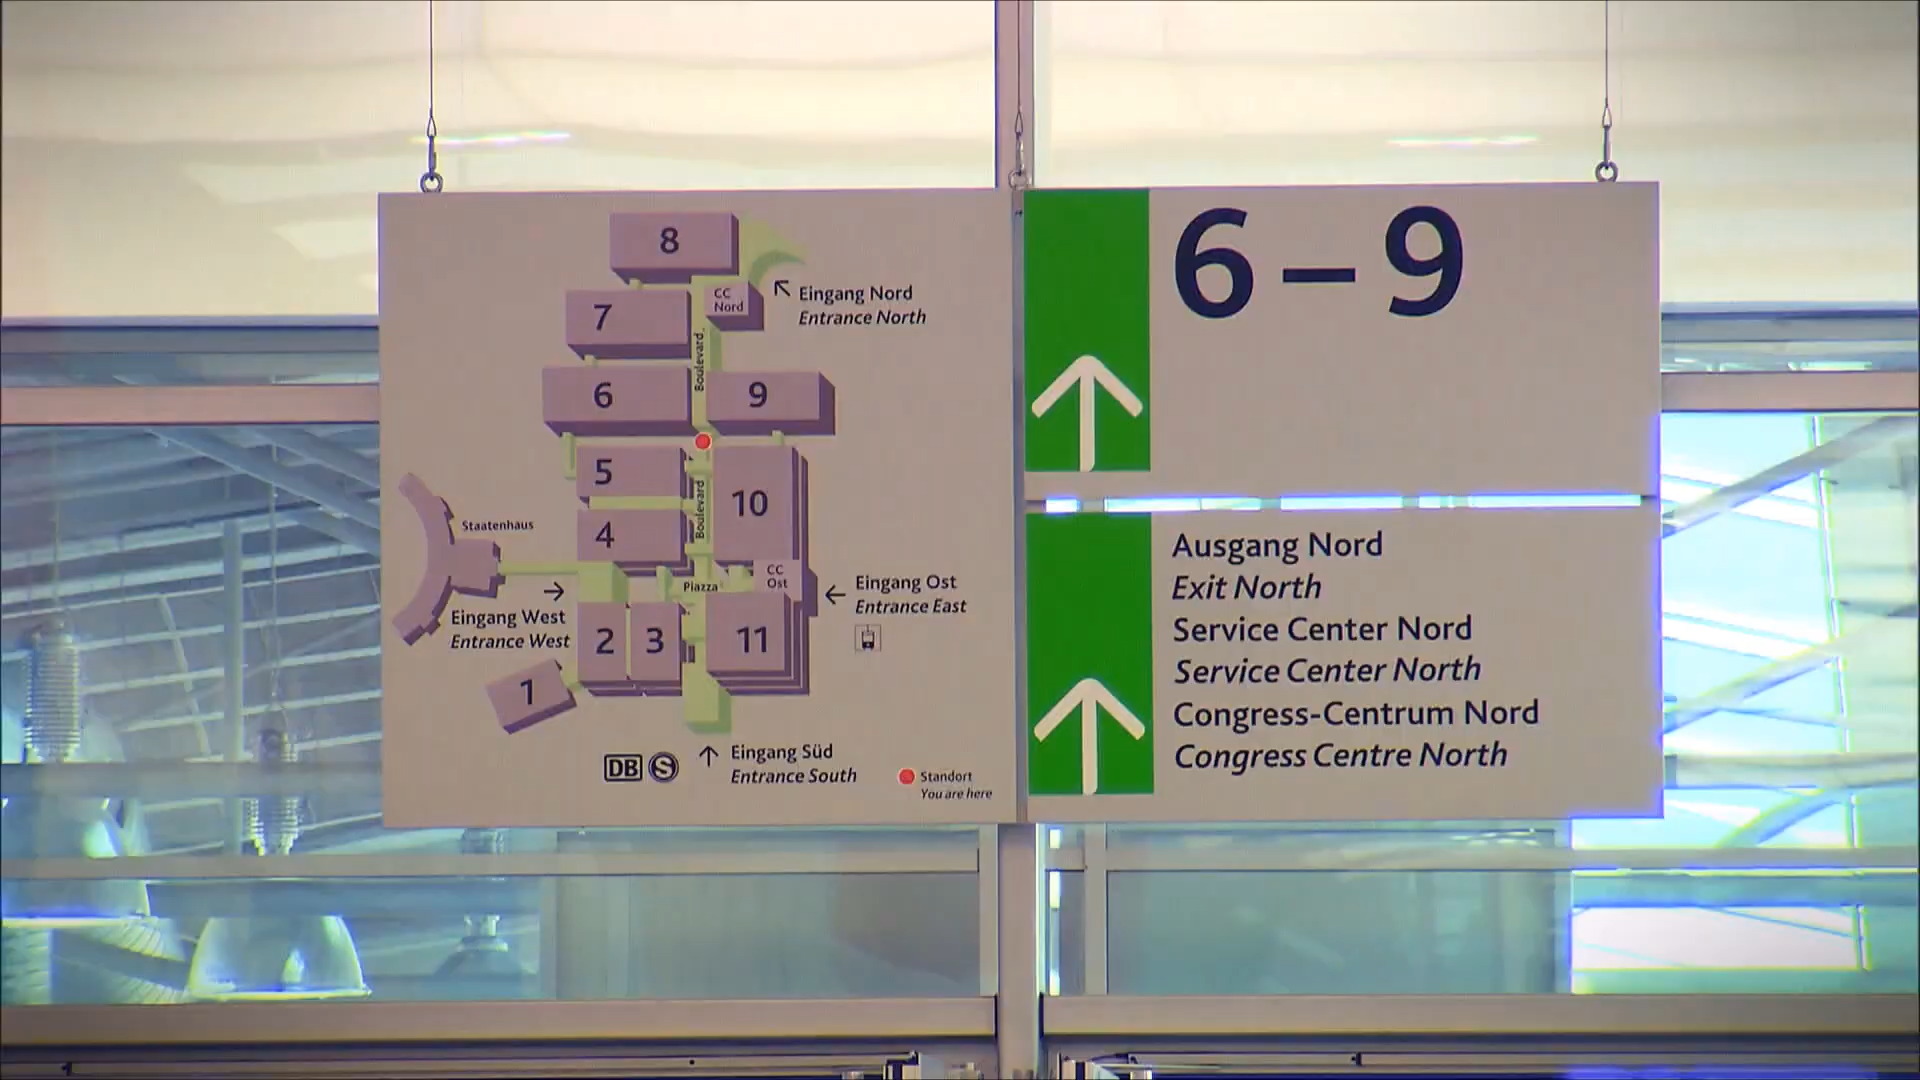 8
CC
Nord
Eingang Nord
Entrance North
7
Boulevard
6
9
5
10
Boulevard
4
Staatenhaus
CC
Ost
Piazza
Eingang Ost
Entrance East
Eingang West
Entrance West
2
3
11
1
DB
S
Eingang Süd
Entrance South
Standort
You are here
6 – 9
Ausgang Nord
Exit North
Service Center Nord
Service Center North
Congress-Centrum Nord
Congress Centre North